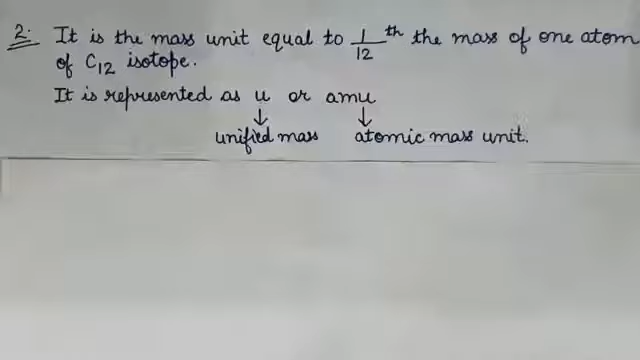 2. It is the mass unit equal to 1/12 th the mass of one atom
of C12 isotope.
It is represented as u or amu
↓ ↓
unified mass atomic mass unit.